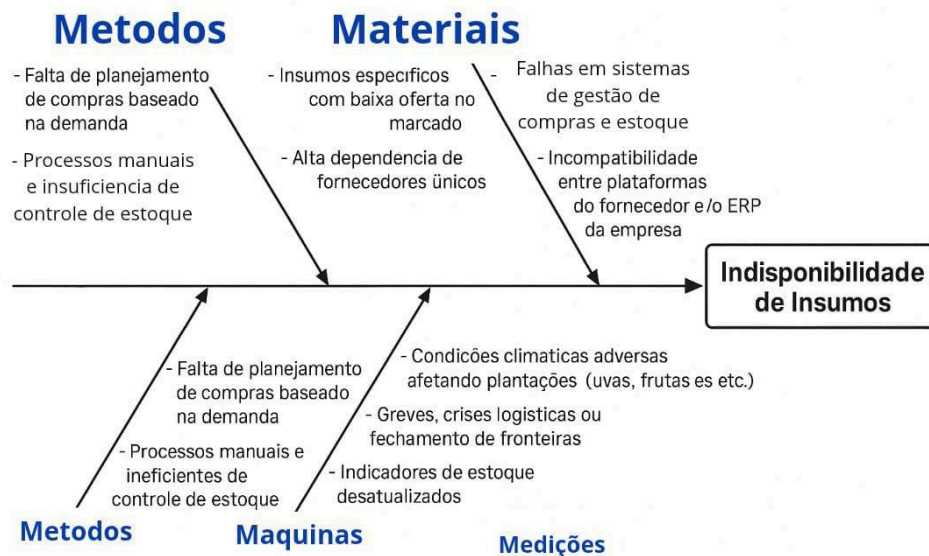 Metodos
- Falta de planejamento
de compras baseado
na demanda
- Processos manuais
e insuficiencia de
controle de estoque
Materiais
- Insumos específicos
com baixa oferta no
marcado
- Alta dependencia de
fornecedores ünicos
- Falhas em sistemas
de gestão de
compras e estoque
- Incompatibilidade
entre plataformas
do fornecedor e/o ERP
da empresa
Indisponibilidade
de Insumos
- Falta de planejamento
de compras baseado
na demanda
- Processos manuais e
ineficientes de
controle de estoque
Metodos
- Condicões climaticas adversas
afetando plantações (uvas, frutas es etc.)
- Greves, crises logisticas ou
fechamento de fronteiras
- Indicadores de estoque
desatualizados
Maquinas
Medições